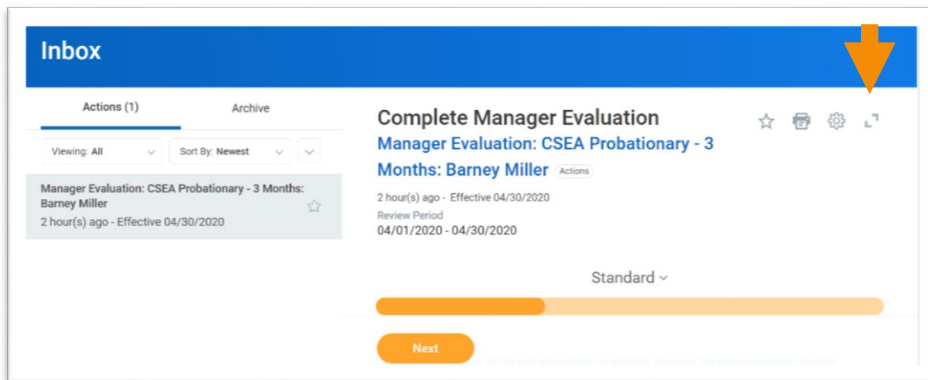 Inbox
Actions (1)
Archive
Viewing: All
Sort By: Newest
Manager Evaluation: CSEA Probationary - 3 Months:
Barney Miller
2 hour(s) ago - Effective 04/30/2020
Complete Manager Evaluation
Manager Evaluation: CSEA Probationary - 3
Months: Barney Miller Actions
2 hour(s) ago - Effective 04/30/2020
Review Period
04/01/2020 - 04/30/2020
Standard
Next